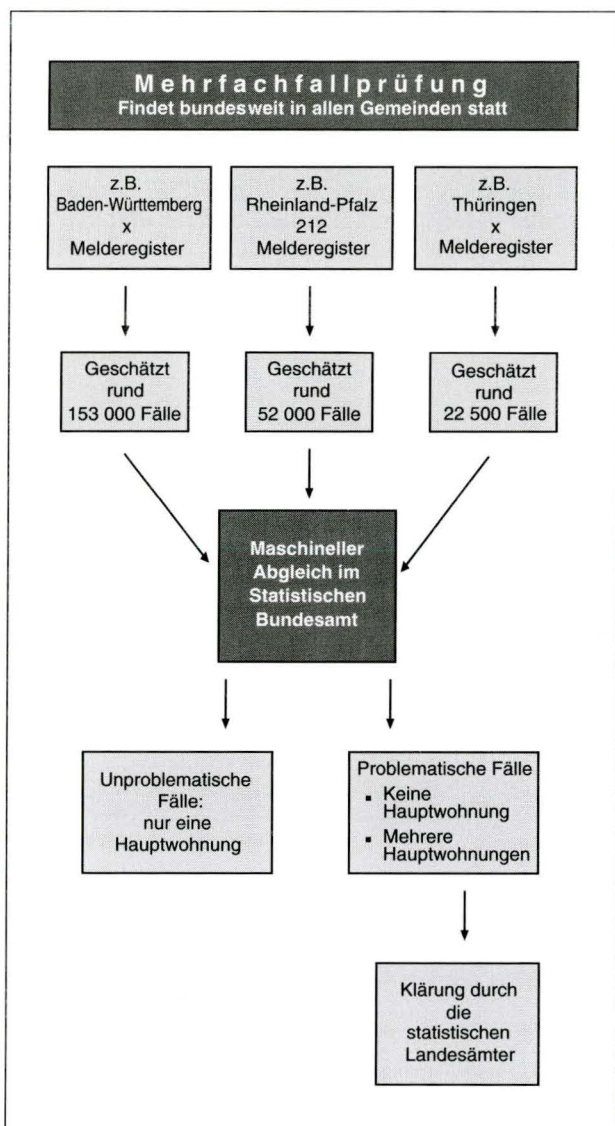 Mehrfachfallprüfung
Findet bundesweit in allen Gemeinden statt
z.B.
Baden-Württemberg
x
Melderegister
z.B.
Rheinland-Pfalz
212
Melderegister
z.B.
Thüringen
x
Melderegister
Geschätzt
rund
153 000 Fälle
Geschätzt
rund
52 000 Fälle
Geschätzt
rund
22 500 Fälle
Maschineller
Abgleich im
Statistischen
Bundesamt
Unproblematische
Fälle:
nur eine
Hauptwohnung
Problematische Fälle
▪ Keine
Hauptwohnung
▪ Mehrere
Hauptwohnungen
Klärung durch
die
statistischen
Landesämter